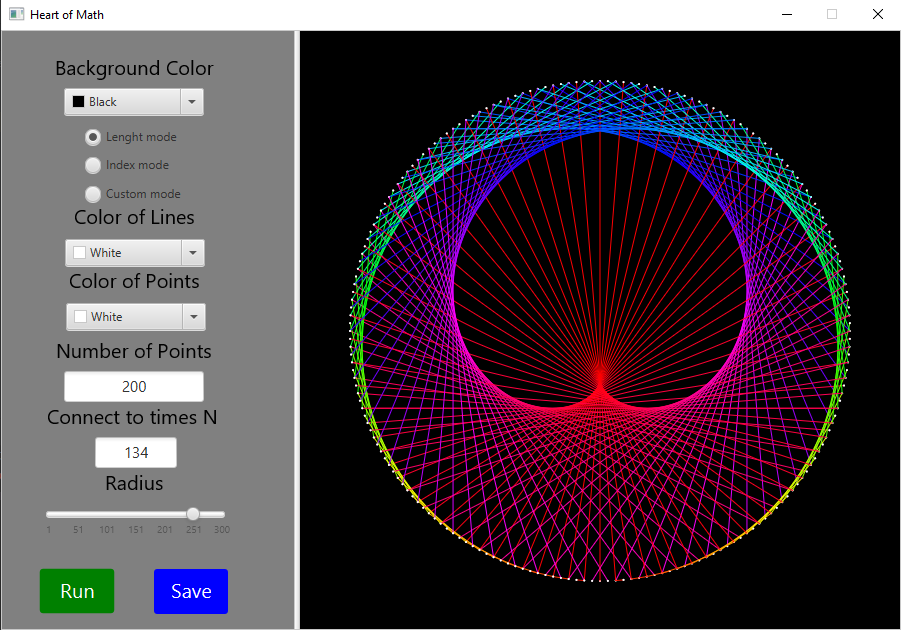 Heart of Math
Background Color
Black
Lenght mode
Index mode
Custom mode
Color of Lines
White
Color of Points
White
Number of Points
200
Connect to times N
134
Radius
1 51 101 151 201 251 300
Run Save